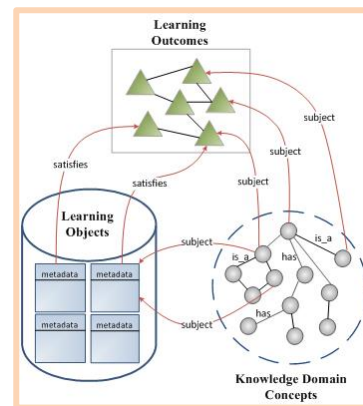 Learning
Outcomes
subject
subject
satisfies
satisfies
subject
Learning
Objects
subject
is_a
has
is_a
metadata
metadata
subject
has
metadata
metadata
Knowledge Domain
Concepts